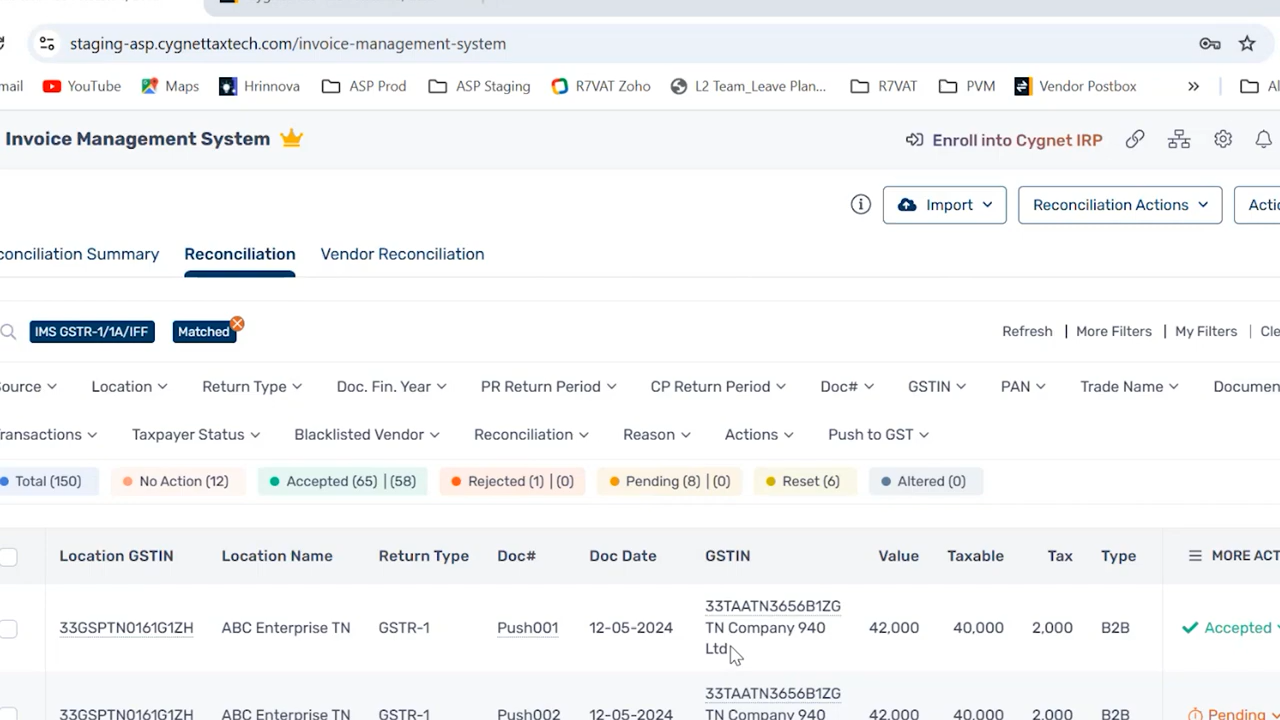 staging-asp.cygnettaxtech.com/invoice-management-system
mail YouTube Maps Hrinnova ASP Prod ASP Staging R7VAT Zoho L2 Team_Leave Plan... R7VAT PVM Vendor Postbox » Al
Invoice Management System Enroll into Cygnet IRP
Import Reconciliation Actions Actio
conciliation Summary Reconciliation Vendor Reconciliation
IMS GSTR-1/1A/IFF Matched Refresh | More Filters | My Filters | Cle
ource Location Return Type Doc. Fin. Year PR Return Period CP Return Period Doc# GSTIN PAN Trade Name Documen
ransactions Taxpayer Status Blacklisted Vendor Reconciliation Reason Actions Push to GST
Total (150) No Action (12) Accepted (65) | (58) Rejected (1) | (0) Pending (8) | (0) Reset (6) Altered (0)
Location GSTIN Location Name Return Type Doc# Doc Date GSTIN Value Taxable Tax Type MORE ACT
33GSPTN0161G1ZH ABC Enterprise TN GSTR-1 Push001 12-05-2024 33TAATN3656B1ZG TN Company 940 Ltd 42,000 40,000 2,000 B2B Accepted
33GSPTN0161G1ZH ABC Enterprise TN GSTR-1 Push002 12-05-2024 33TAATN3656B1ZG TN Company 940 42,000 40,000 2,000 B2B Pending